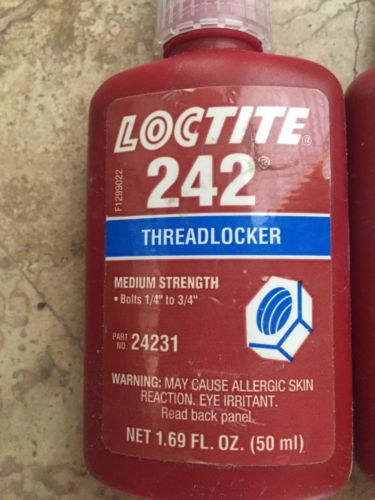 LOCTITE®
242®
F1299022
THREADLOCKER
MEDIUM STRENGTH
• Bolts 1/4" to 3/4"
PART
NO. 24231
WARNING: MAY CAUSE ALLERGIC SKIN
REACTION. EYE IRRITANT.
Read back panel.
NET 1.69 FL. OZ. (50 ml)